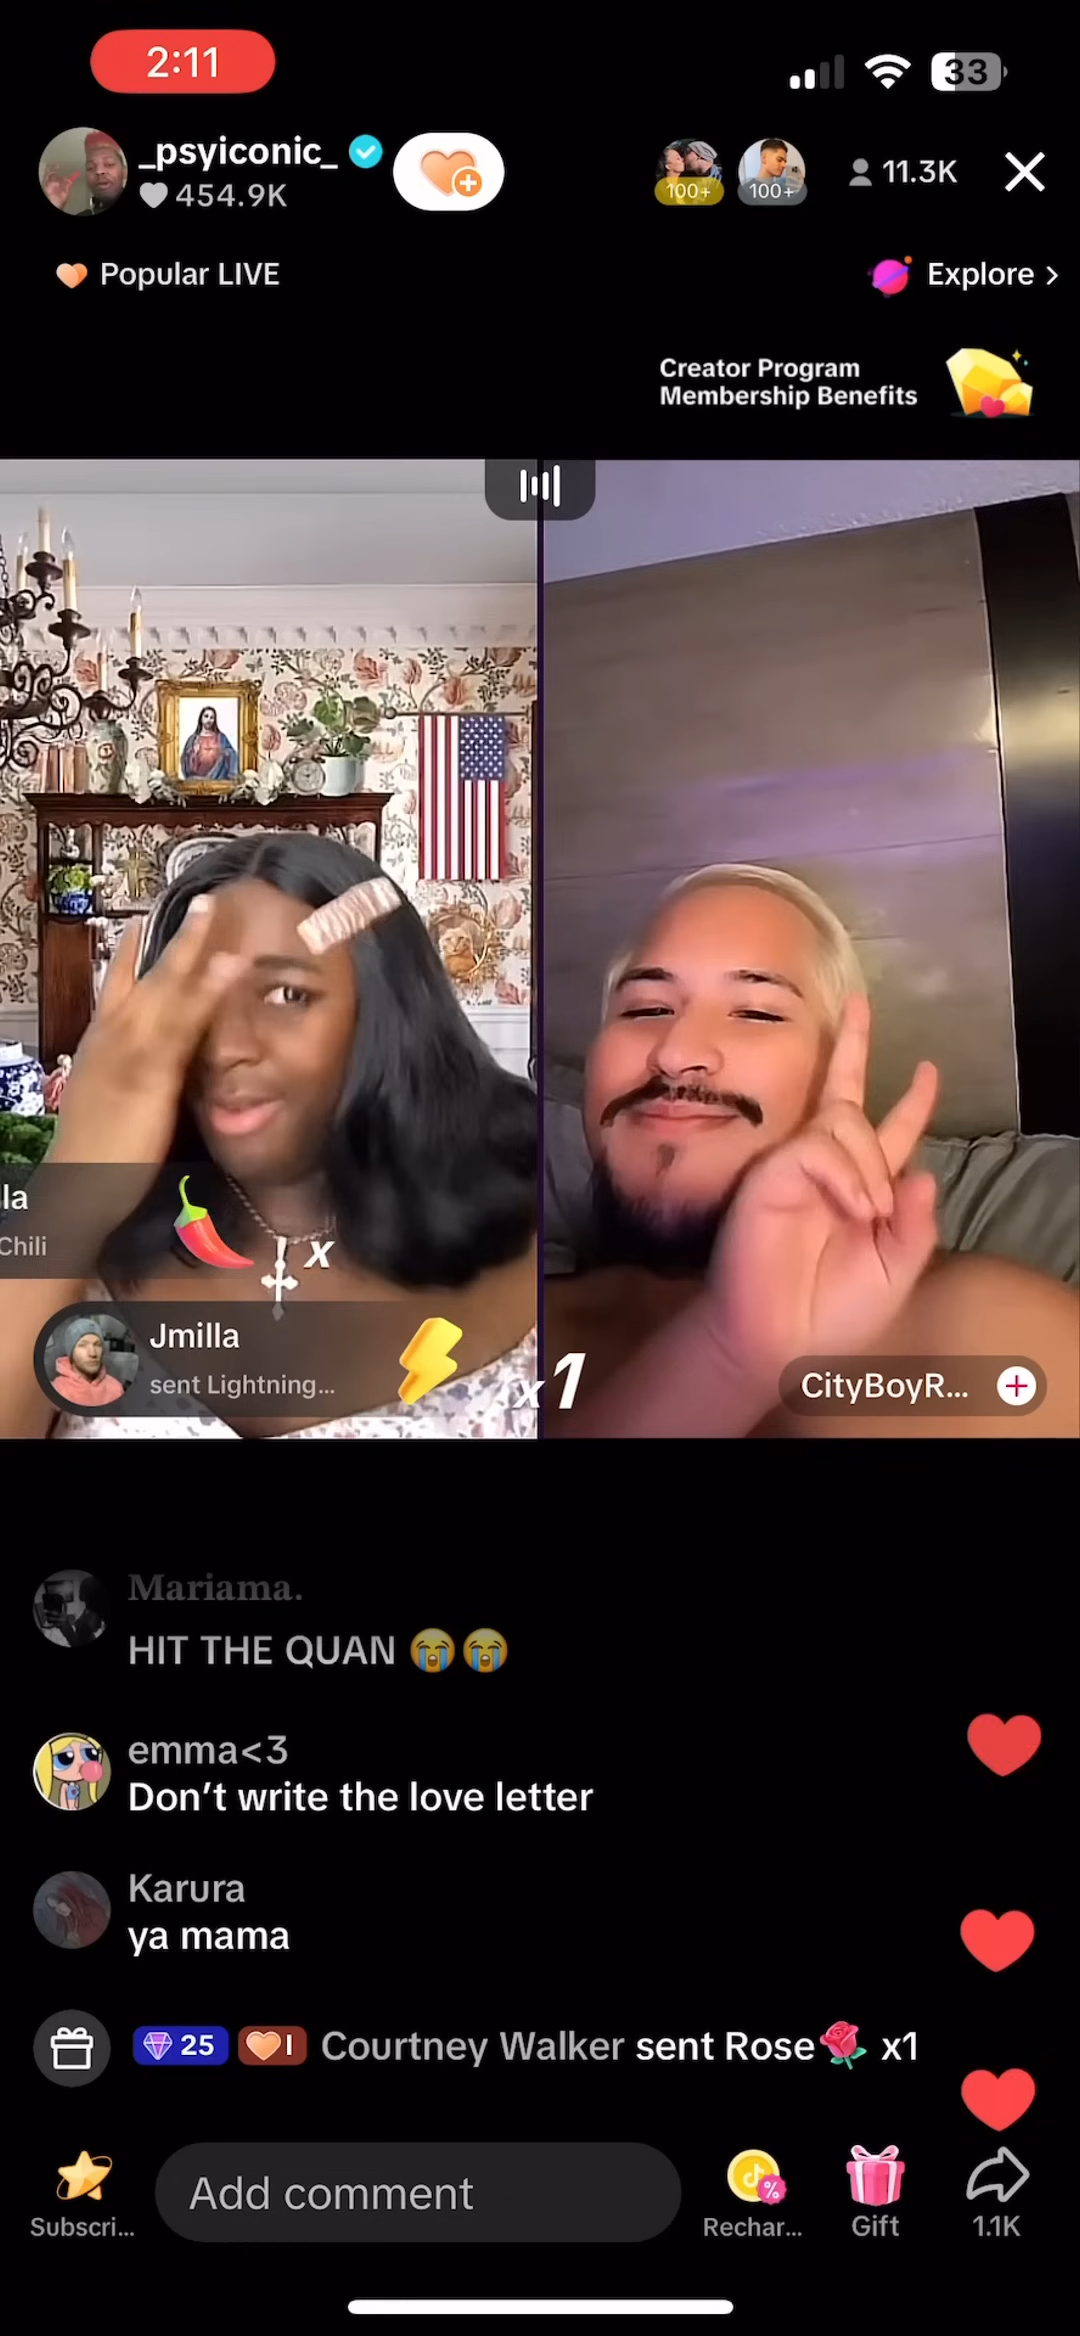 2:11
33
_psyiconic_
454.9K
100+
100+
11.3K
Popular LIVE
Explore >
Creator Program
Membership Benefits
la
Chili
x
Jmilla
sent Lightning...
x1
CityBoyR...
Mariama.
HIT THE QUAN 😭😭
emma<3
Don’t write the love letter
Karura
ya mama
25 I Courtney Walker sent Rose🌹 x1
Subscri...
Add comment
Rechar...
Gift
1.1K